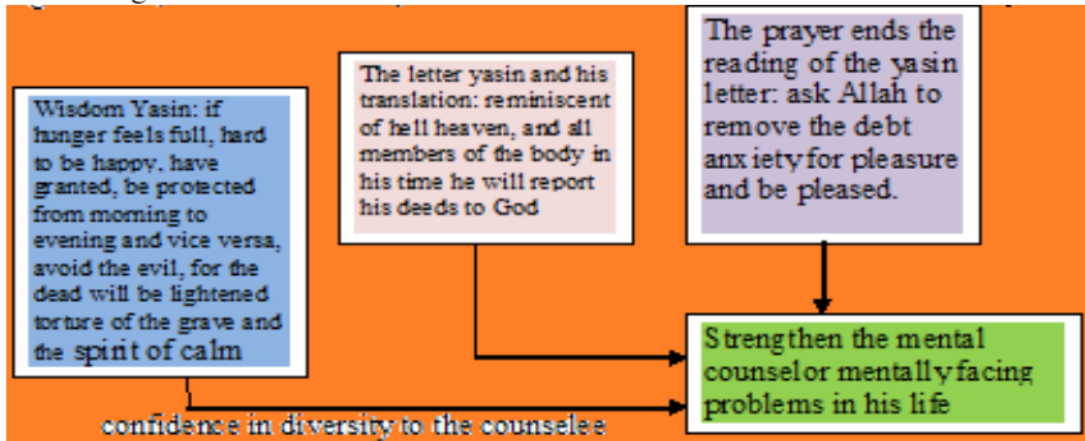 Wisdom Yasin: if
hunger feels full, hard
to be happy, have
granted, be protected
from morning to
evening and vice versa,
avoid the evil, for the
dead will be lightened
torture of the grave and
the spirit of calm
The letter yasin and his
translation: reminiscent
of hell heaven, and all
members of the body in
his time he will report
his deeds to God
The prayer ends the
reading of the yasin
letter: ask Allah to
remove the debt
anxiety for pleasure
and be pleased.
Strengthen the mental
counselor mentally facing
problems in his life
confidence in diversity to the counselee